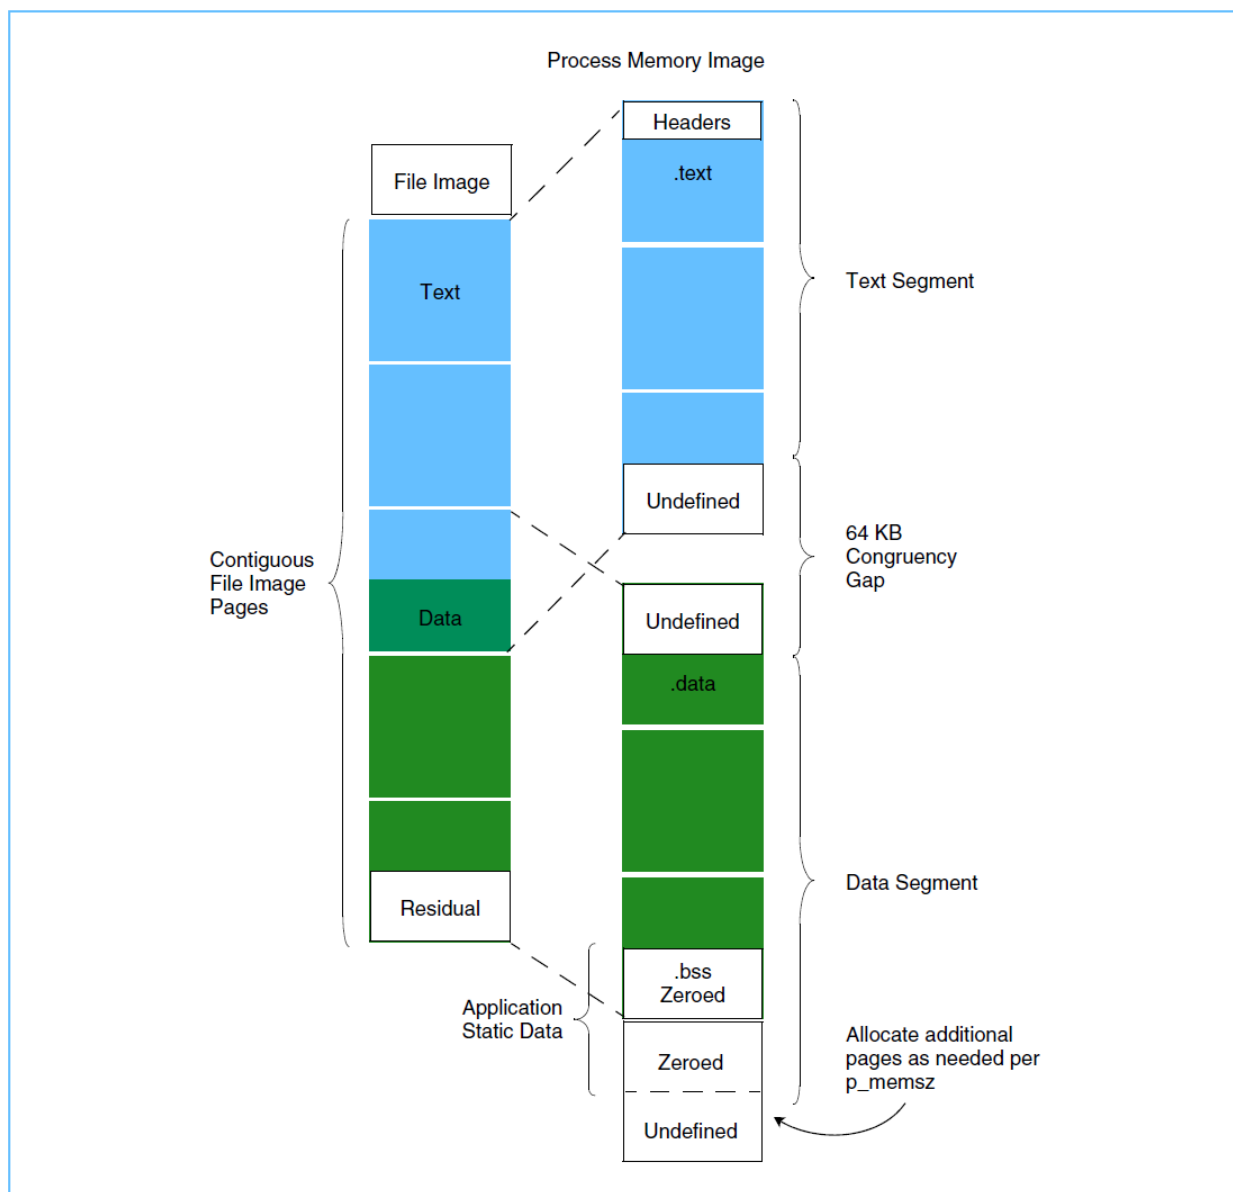 Process Memory Image
Headers
.text
File Image
Text
Text Segment
Undefined
64 KB
Congruency
Gap
Contiguous
File Image
Pages
Data
Undefined
.data
Data Segment
Residual
.bss
Zeroed
Application
Static Data
Zeroed
Allocate additional
pages as needed per
p_memsz
Undefined